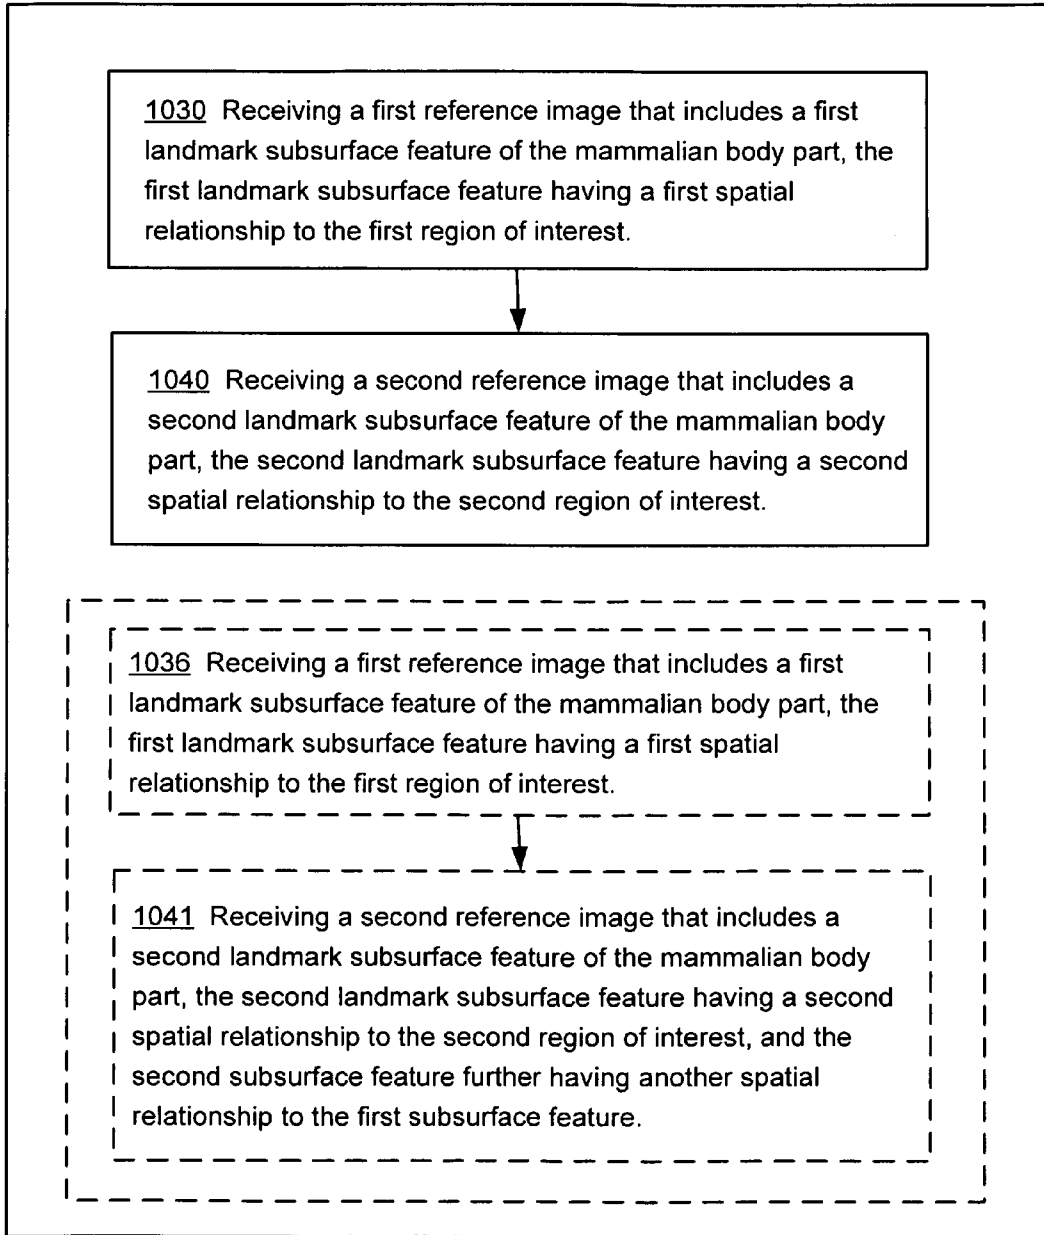 1030 Receiving a first reference image that includes a first
landmark subsurface feature of the mammalian body part, the
first landmark subsurface feature having a first spatial
relationship to the first region of interest.
1040 Receiving a second reference image that includes a
second landmark subsurface feature of the mammalian body
part, the second landmark subsurface feature having a second
spatial relationship to the second region of interest.
1036 Receiving a first reference image that includes a first
landmark subsurface feature of the mammalian body part, the
first landmark subsurface feature having a first spatial
relationship to the first region of interest.
1041 Receiving a second reference image that includes a
second landmark subsurface feature of the mammalian body
part, the second landmark subsurface feature having a second
spatial relationship to the second region of interest, and the
second subsurface feature further having another spatial
relationship to the first subsurface feature.